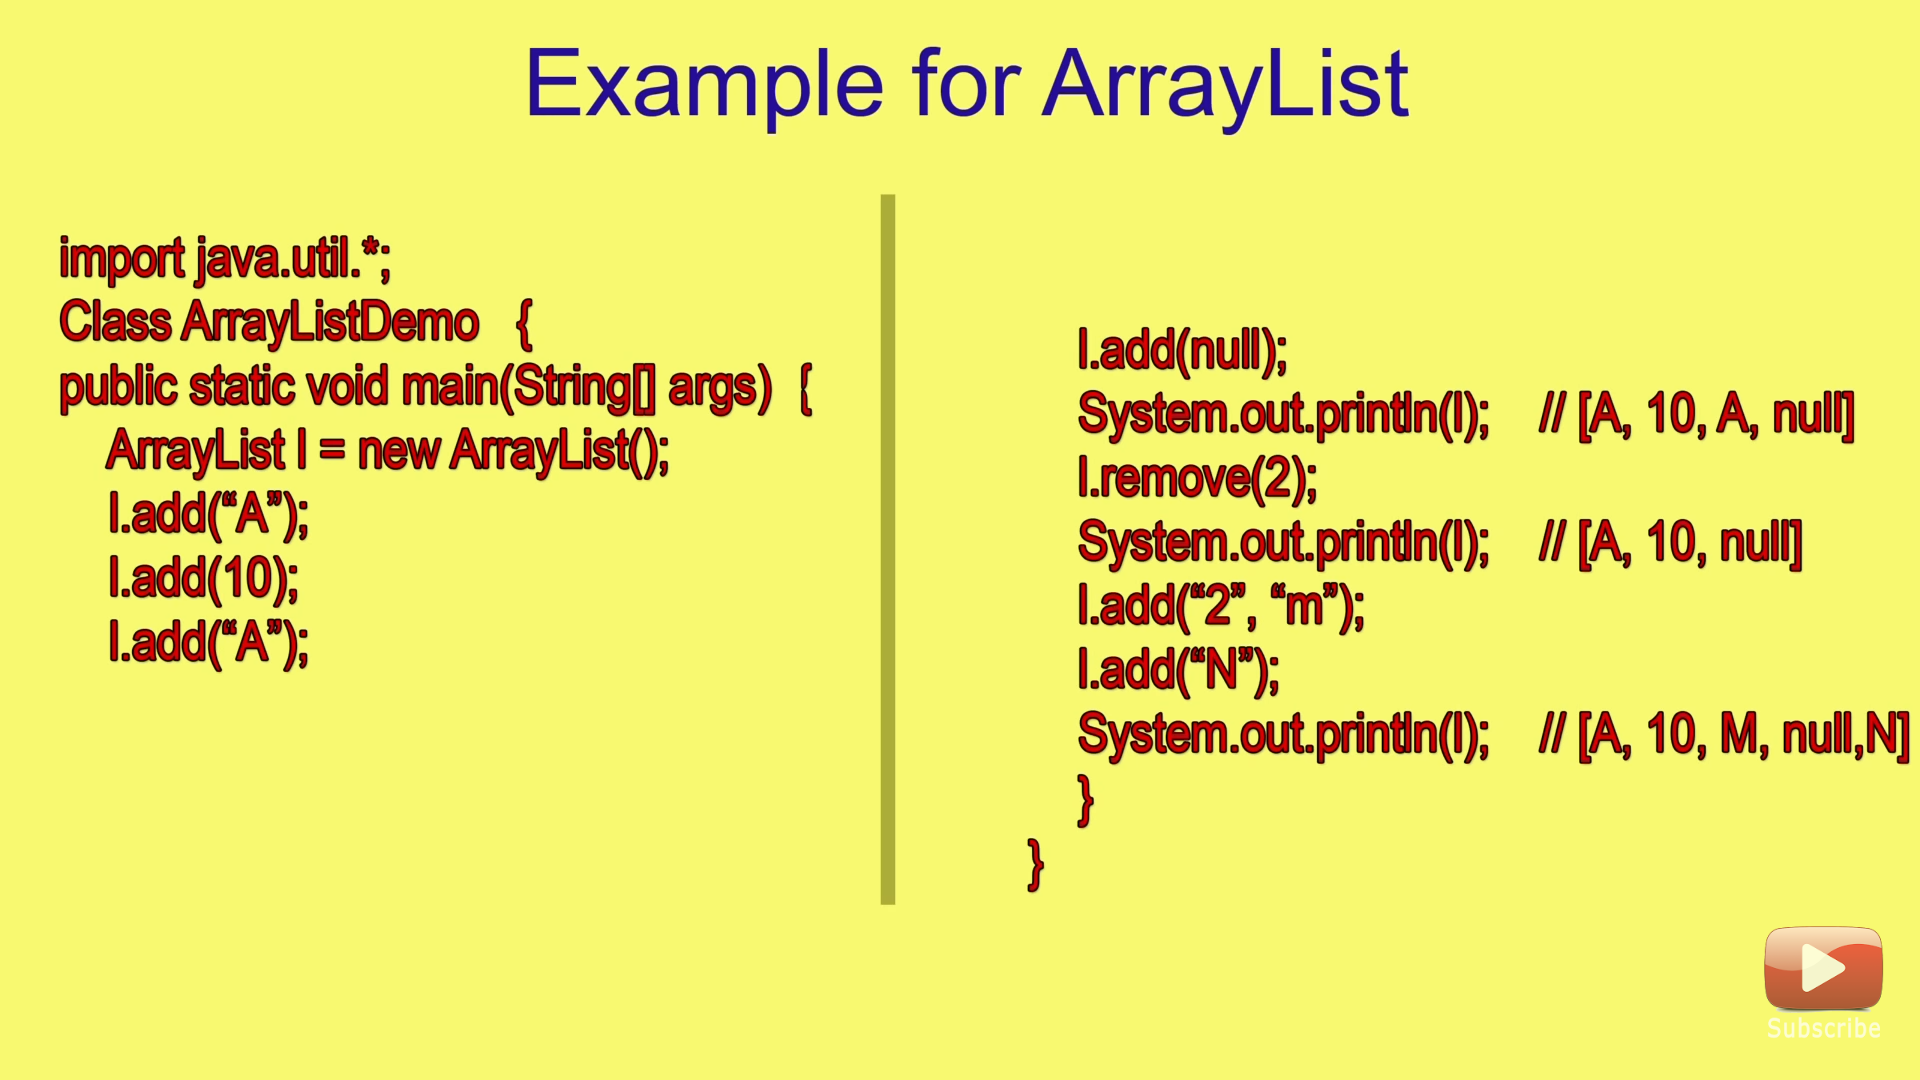 Example for ArrayList
import java.util.*;
Class ArrayListDemo {
public static void main(String[] args) {
ArrayList l = new ArrayList();
l.add(“A”);
l.add(10);
l.add(“A”);
l.add(null);
System.out.println(l); // [A, 10, A, null]
l.remove(2);
System.out.println(l); // [A, 10, null]
l.add(“2”, “m”);
l.add(“N”);
System.out.println(l); // [A, 10, M, null,N]
}
}
Subscribe